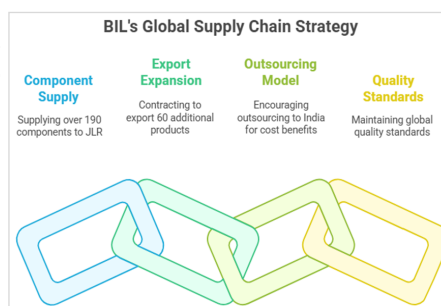 BIL's Global Supply Chain Strategy
Component
Supply
Supplying over 190
components to JLR
Export
Expansion
Contracting to
export 60 additional
products
Outsourcing
Model
Encouraging
outsourcing to India
for cost benefits
Quality
Standards
Maintaining global
quality standards